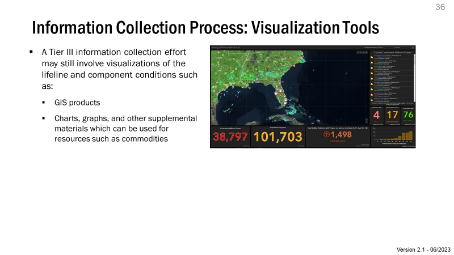 36
Information Collection Process: Visualization Tools
▪ A Tier III information collection effort
may still involve visualizations of the
lifeline and component conditions such
as:
▪ GIS products
▪ Charts, graphs, and other supplemental
materials which can be used for
resources such as commodities
38,797
101,703
1,498
4 17 76
Version 2.1 - 06/2023